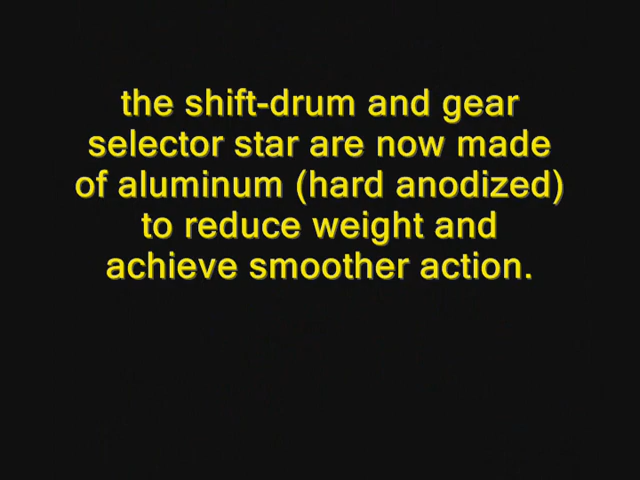 the shift-drum and gear
selector star are now made
of aluminum (hard anodized)
to reduce weight and
achieve smoother action.